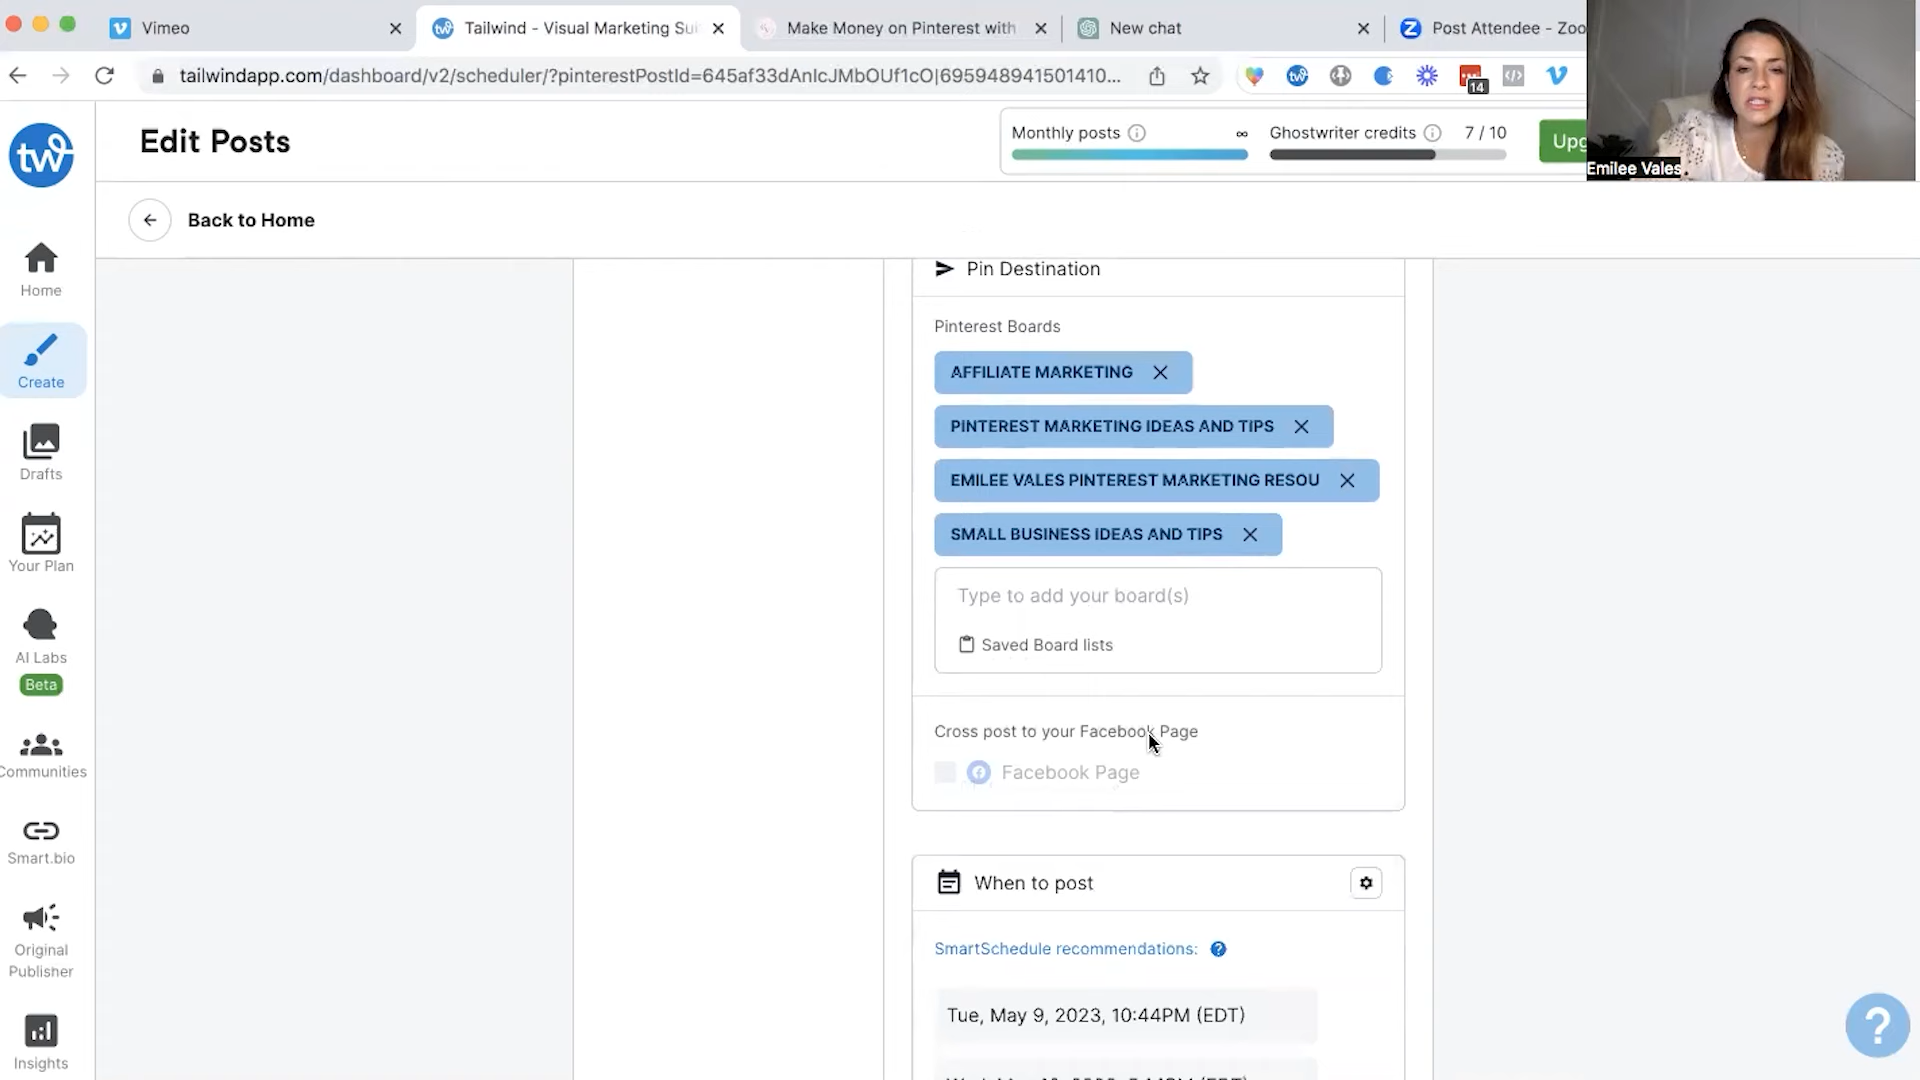 Vimeo
Tailwind - Visual Marketing Sui
Make Money on Pinterest with
New chat
Post Attendee - Zoo
tailwindapp.com/dashboard/v2/scheduler/?pinterestPostId=645af33dAnIcJMbOUf1cO|695948941501410...
14
Emilee Vales
tw
Edit Posts
Monthly posts
∞
Ghostwriter credits
7 / 10
Upg
Back to Home
Home
Create
Drafts
Your Plan
AI Labs
Beta
Communities
Smart.bio
Original
Publisher
Insights
Pin Destination
Pinterest Boards
AFFILIATE MARKETING
PINTEREST MARKETING IDEAS AND TIPS
EMILEE VALES PINTEREST MARKETING RESOU
SMALL BUSINESS IDEAS AND TIPS
Type to add your board(s)
Saved Board lists
Cross post to your Facebook Page
Facebook Page
When to post
SmartSchedule recommendations:
Tue, May 9, 2023, 10:44PM (EDT)